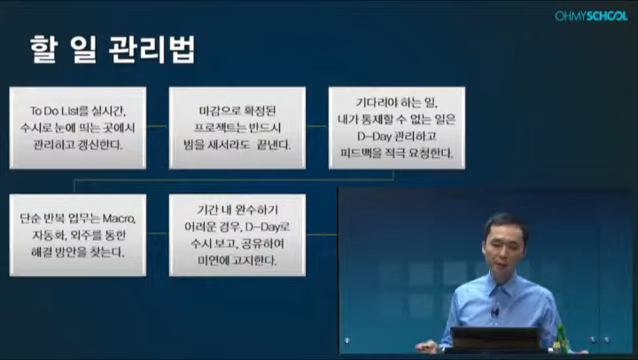 OHMYSCHOOL
할 일 관리법
To Do List를 실시간,
수시로 눈에 띄는 곳에서
관리하고 갱신한다.
마감으로 확정된
프로젝트는 반드시
밤을 새서라도 끝낸다.
기다려야 하는 일,
내가 통제할 수 없는 일은
D-Day 관리하고
피드백을 적극 요청한다.
단순 반복 업무는 Macro,
자동화, 외주를 통한
해결 방안을 찾는다.
기간 내 완수하기
어려운 경우, D-Day로
수시 보고, 공유하여
미연에 고지한다.